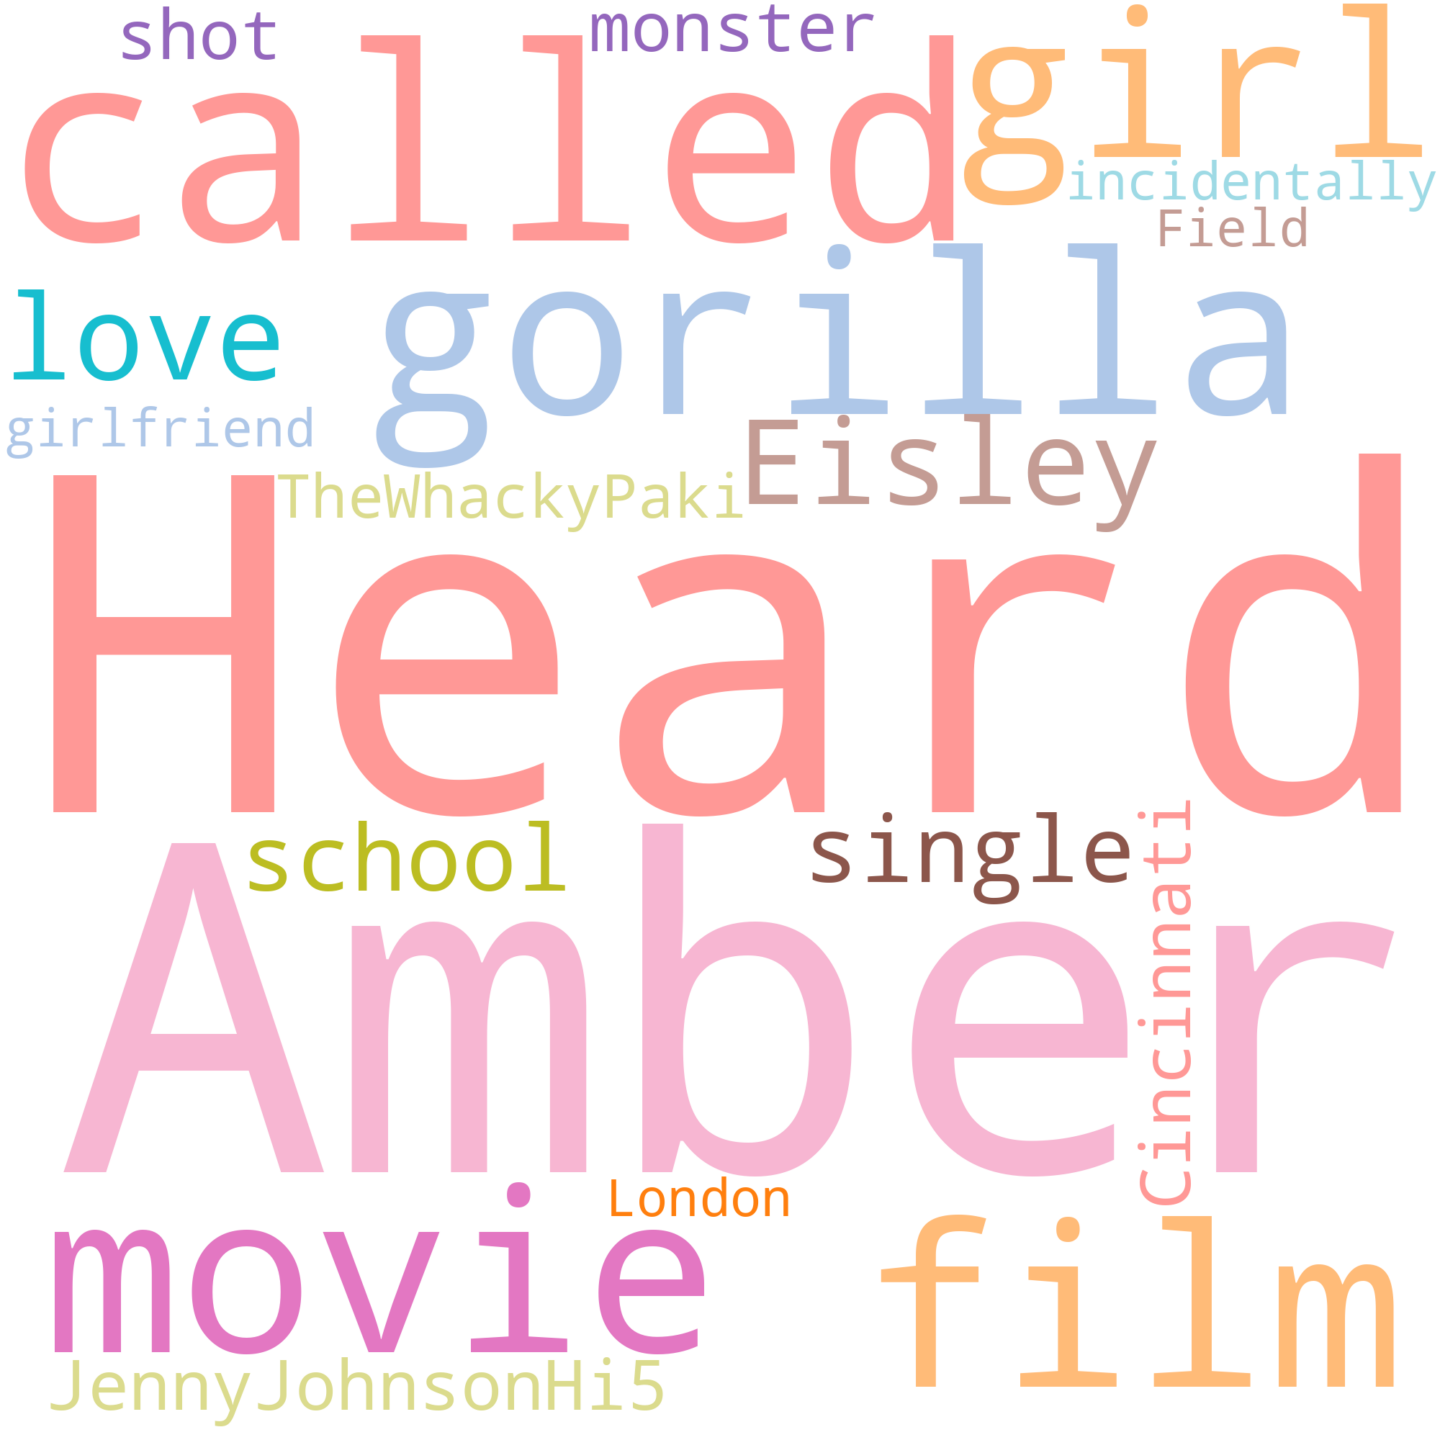 shot
monster
girl
called
incidentally
Field
love
gorilla
girlfriend
Eisley
TheWhackyPaki
Heard
school
single
Cincinnati
Amber
London
movie
film
JennyJohnsonHi5